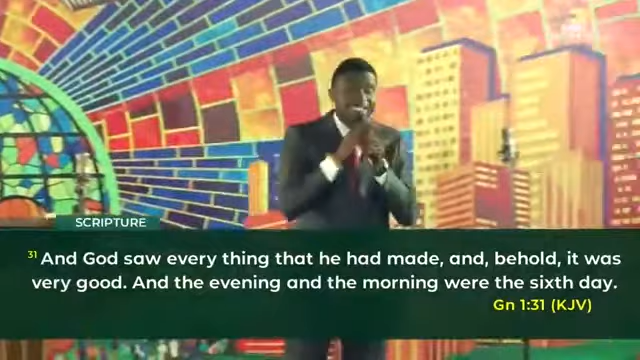 SCRIPTURE
31 And God saw every thing that he had made, and, behold, it was
very good. And the evening and the morning were the sixth day.
Gn 1:31 (KJV)